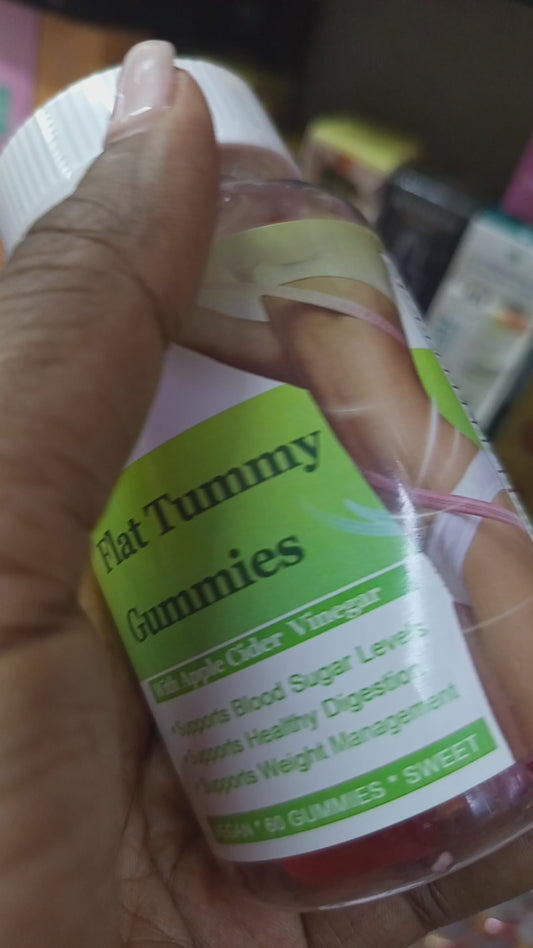 Flat Tummy
Gummies
With Apple Cider Vinegar
*Supports Blood Sugar Levels
*Supports Healthy Digestion
*Supports Weight Management
VEGAN * 60 GUMMIES * SWEET